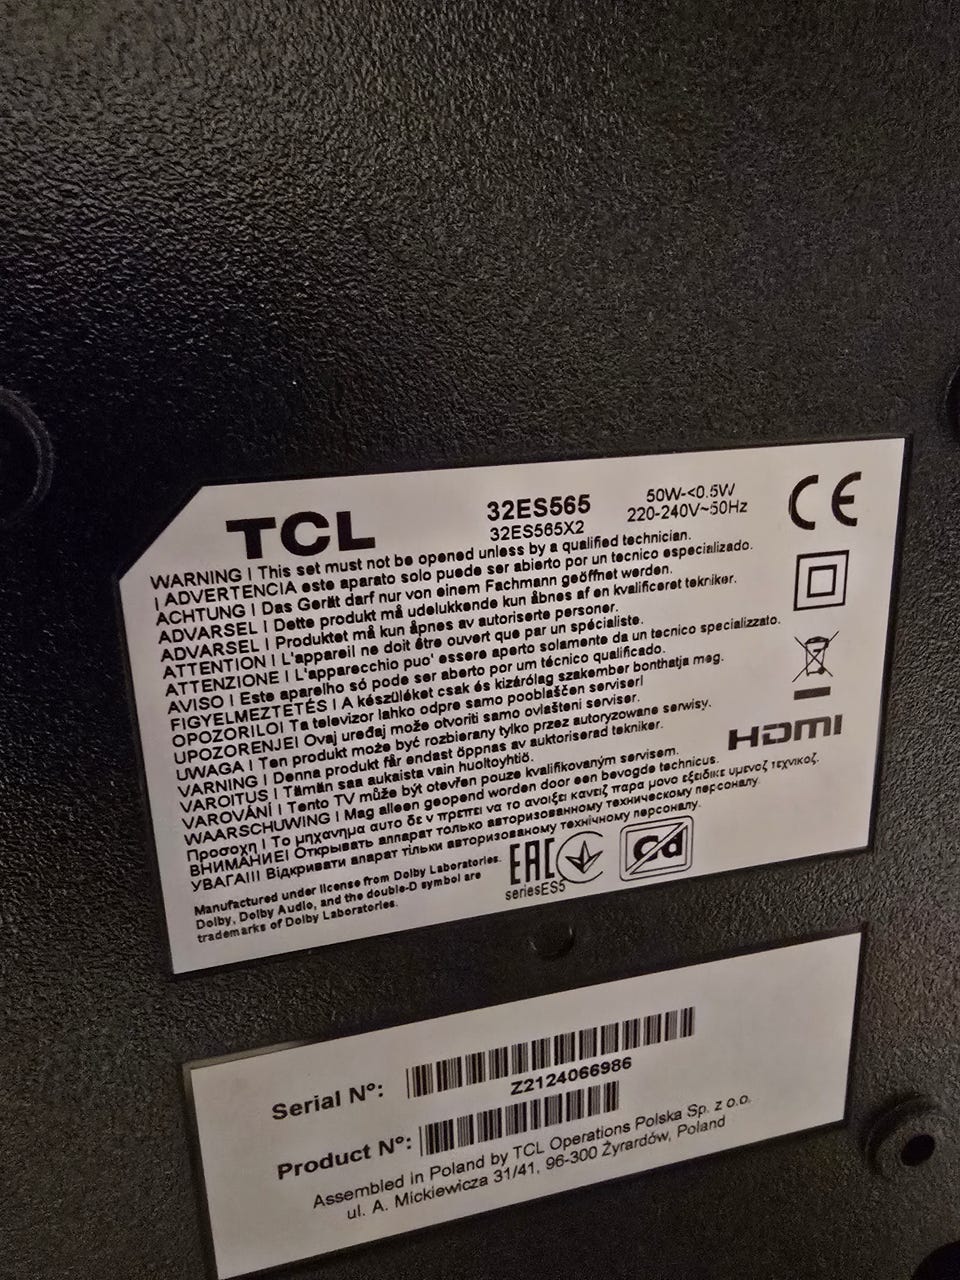 TCL
32ES565
32ES565X2
50W-<0.5W
220-240V~50Hz
CE
WARNING | This set must not be opened unless by a qualified technician.
| ADVERTENCIA este aparato solo puede ser abierto por un tecnico especializado.
ACHTUNG | Das Gerät darf nur von einem Fachmann geöffnet werden.
ADVARSEL | Dette produkt må udelukkende kun åbnes af en kvalificeret tekniker.
ADVARSEL | Produktet må kun åpnes av autoriserte personer.
ATTENTION | L'appareil ne doit être ouvert que par un spécialiste.
ATTENZIONE | L'apparecchio puo' essere aperto solamente da un tecnico specializzato.
AVISO | Este aparelho só pode ser aberto por um técnico qualificado.
FIGYELMEZTETÉS | A készüléket csak és kizárólag szakember bonthatja meg.
OPOZORILO| Ta televizor lahko odpre samo pooblaščen serviser!
UPOZORENJE| Ovaj uređaj može otvoriti samo ovlašteni serviser.
UWAGA | Ten produkt może być rozbierany tylko przez autoryzowane serwisy.
VARNING | Denna produkt får endast öppnas av auktoriserad tekniker.
VAROITUS | Tämän saa aukaista vain huoltoyhtiö.
VAROVÁNÍ | Tento TV může být otevřen pouze kvalifikovaným servisem.
WAARSCHUWING | Mag alleen geopend worden door een bevoegde technicus.
Προσοχη | Το μηχανημα αυτο δε ν πρεπει να το ανοιξει κανεις παρα μονο εξειδικε υμενος τεχνικος.
ВНИМАНИЕ| Открывать аппарат только авторизованному техническому персоналу.
УВАГА!!! Відкривати апарат тільки авторизованому технічному персоналу.
HDMI
Manufactured under license from Dolby Laboratories.
Dolby, Dolby Audio, and the double-D symbol are
trademarks of Dolby Laboratories.
EAC
seriesES5
Cd
Serial N°:
Z2124066986
Product N°:
Assembled in Poland by TCL Operations Polska Sp. z o.o.
ul. A. Mickiewicza 31/41, 96-300 Żyrardów, Poland